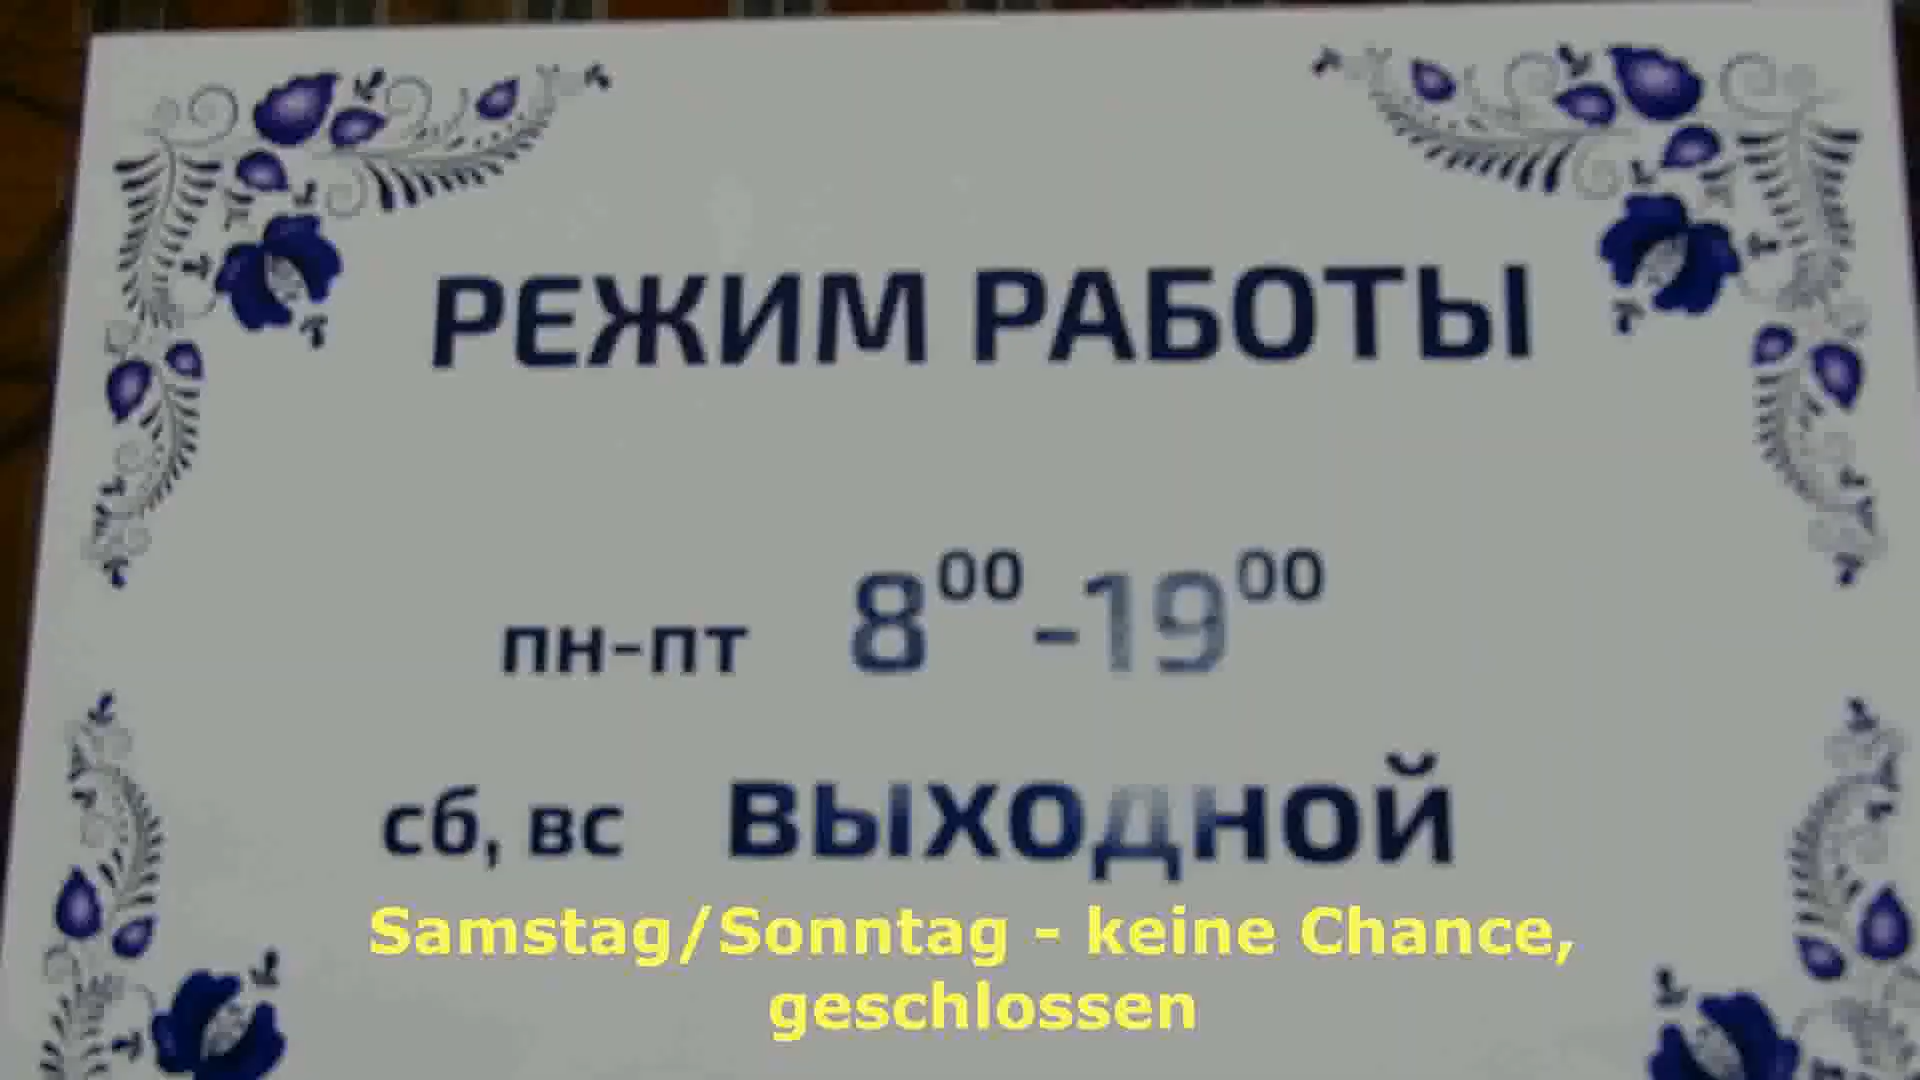 РЕЖИМ РАБОТЫ
пн-пт 8⁰⁰-19⁰⁰
сб, вс ВЫХОДНОЙ
Samstag/Sonntag - keine Chance,
geschlossen